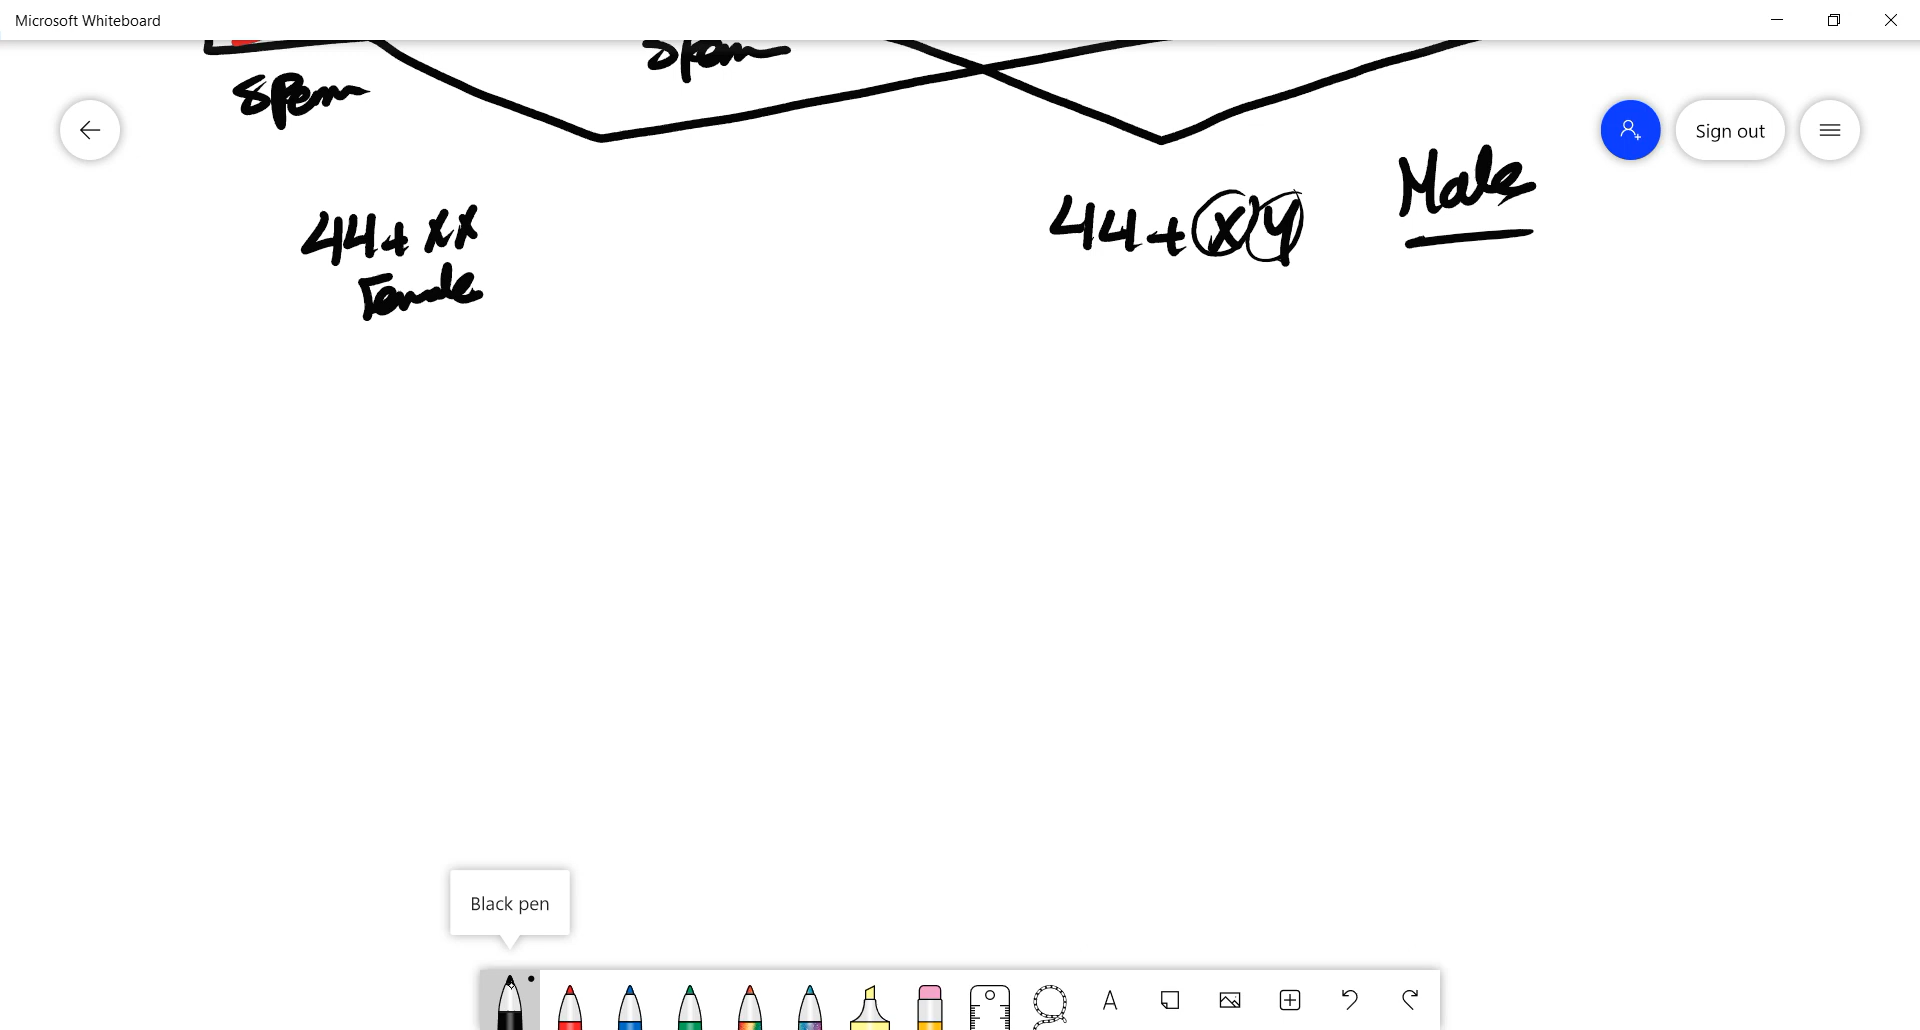 Microsoft Whiteboard
Sperm
Sperm
Sign out
Male
44+ XX
44+ XY
Female
Black pen